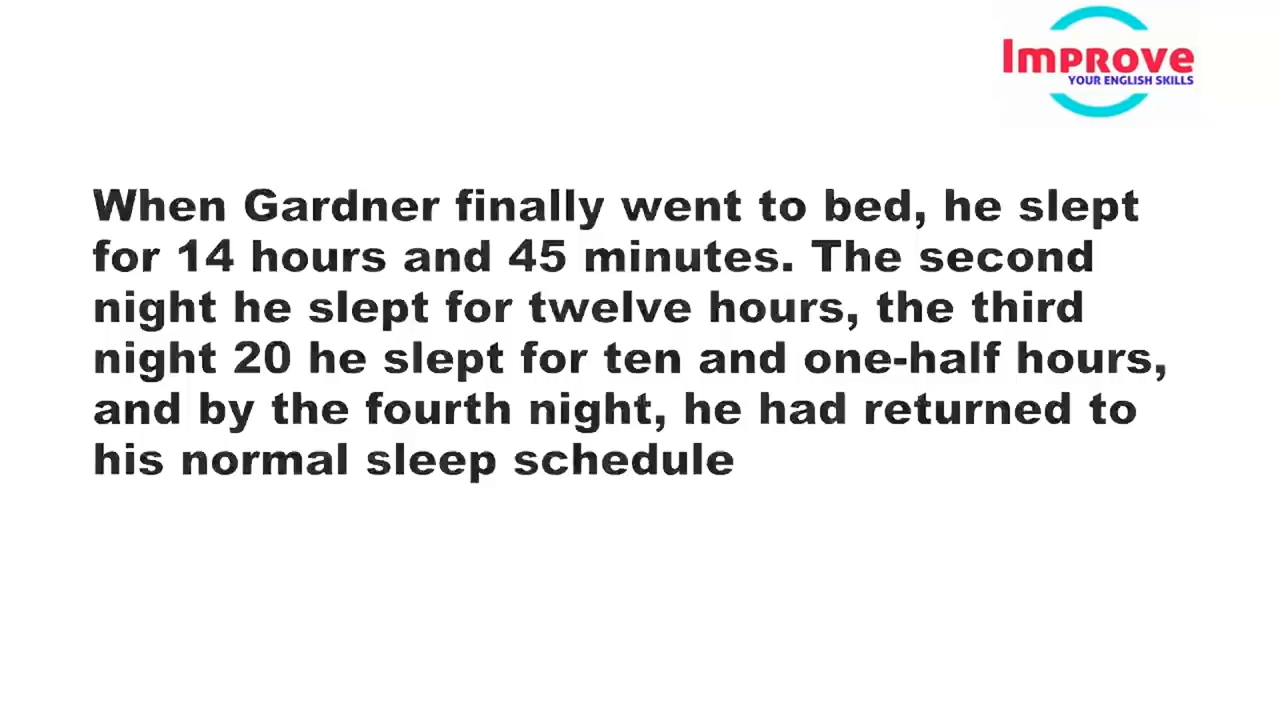 Improve
YOUR ENGLISH SKILLS
When Gardner finally went to bed, he slept
for 14 hours and 45 minutes. The second
night he slept for twelve hours, the third
night 20 he slept for ten and one-half hours,
and by the fourth night, he had returned to
his normal sleep schedule